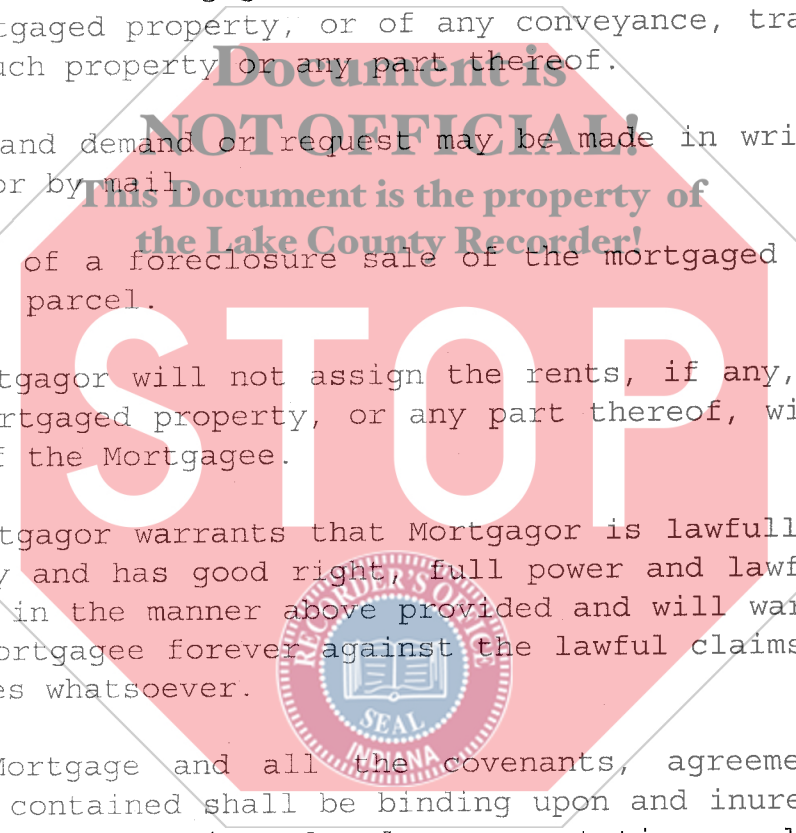 tgaged property, or of any conveyance, tra
uch property or any part thereof.
Document is
NOT OFFICIAL!
This Document is the property of
the Lake County Recorder!
and demand or request may be made in wri
or by mail.
of a foreclosure sale of the mortgaged
parcel.
STOP
tgagor will not assign the rents, if any,
rtgaged property, or any part thereof, wi
f the Mortgagee.
tgagor warrants that Mortgagor is lawfull
y and has good right, full power and lawf
in the manner above provided and will war
ortgagee forever against the lawful claims
es whatsoever.
RECORDER'S OFFICE
SEAL
INDIANA
Mortgage and all the covenants, agreeme
contained shall be binding upon and inure